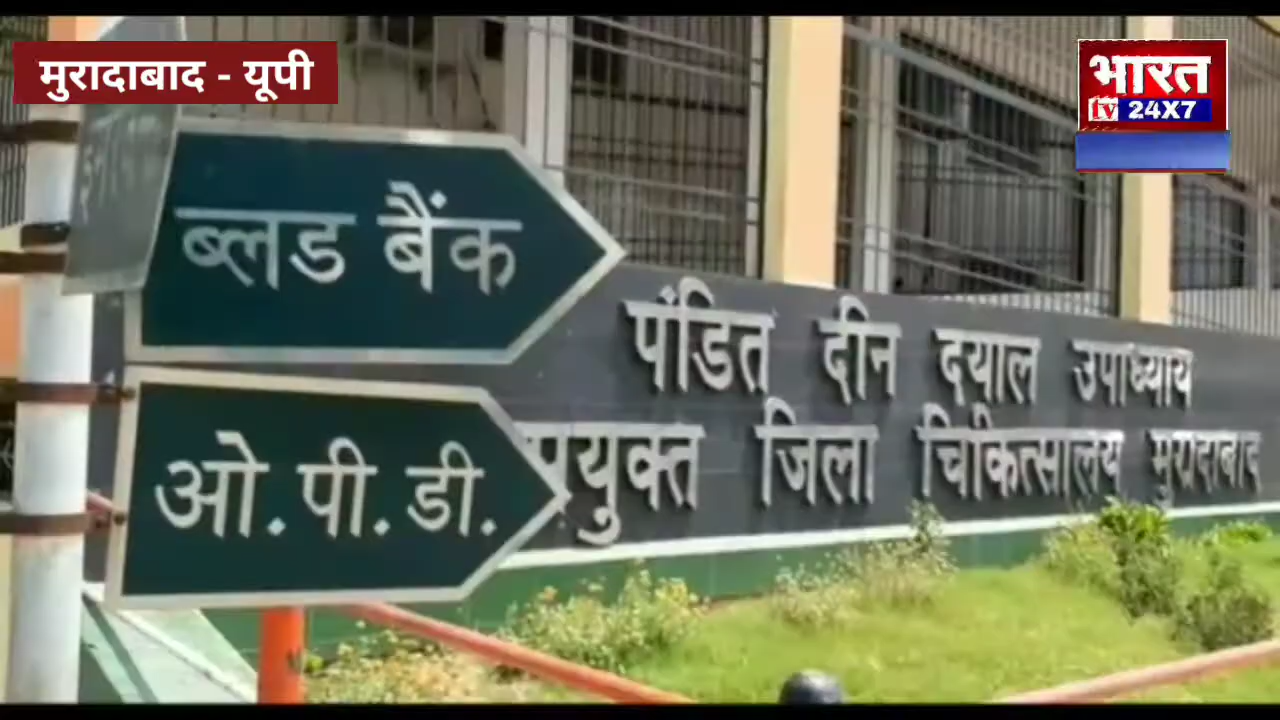 मुरादाबाद - यूपी
भारत
TV 24X7
ब्लड बैंक
ओ.पी.डी.
पंडित दीन दयाल उपाध्याय
जिला चिकित्सालय मुरादाबाद